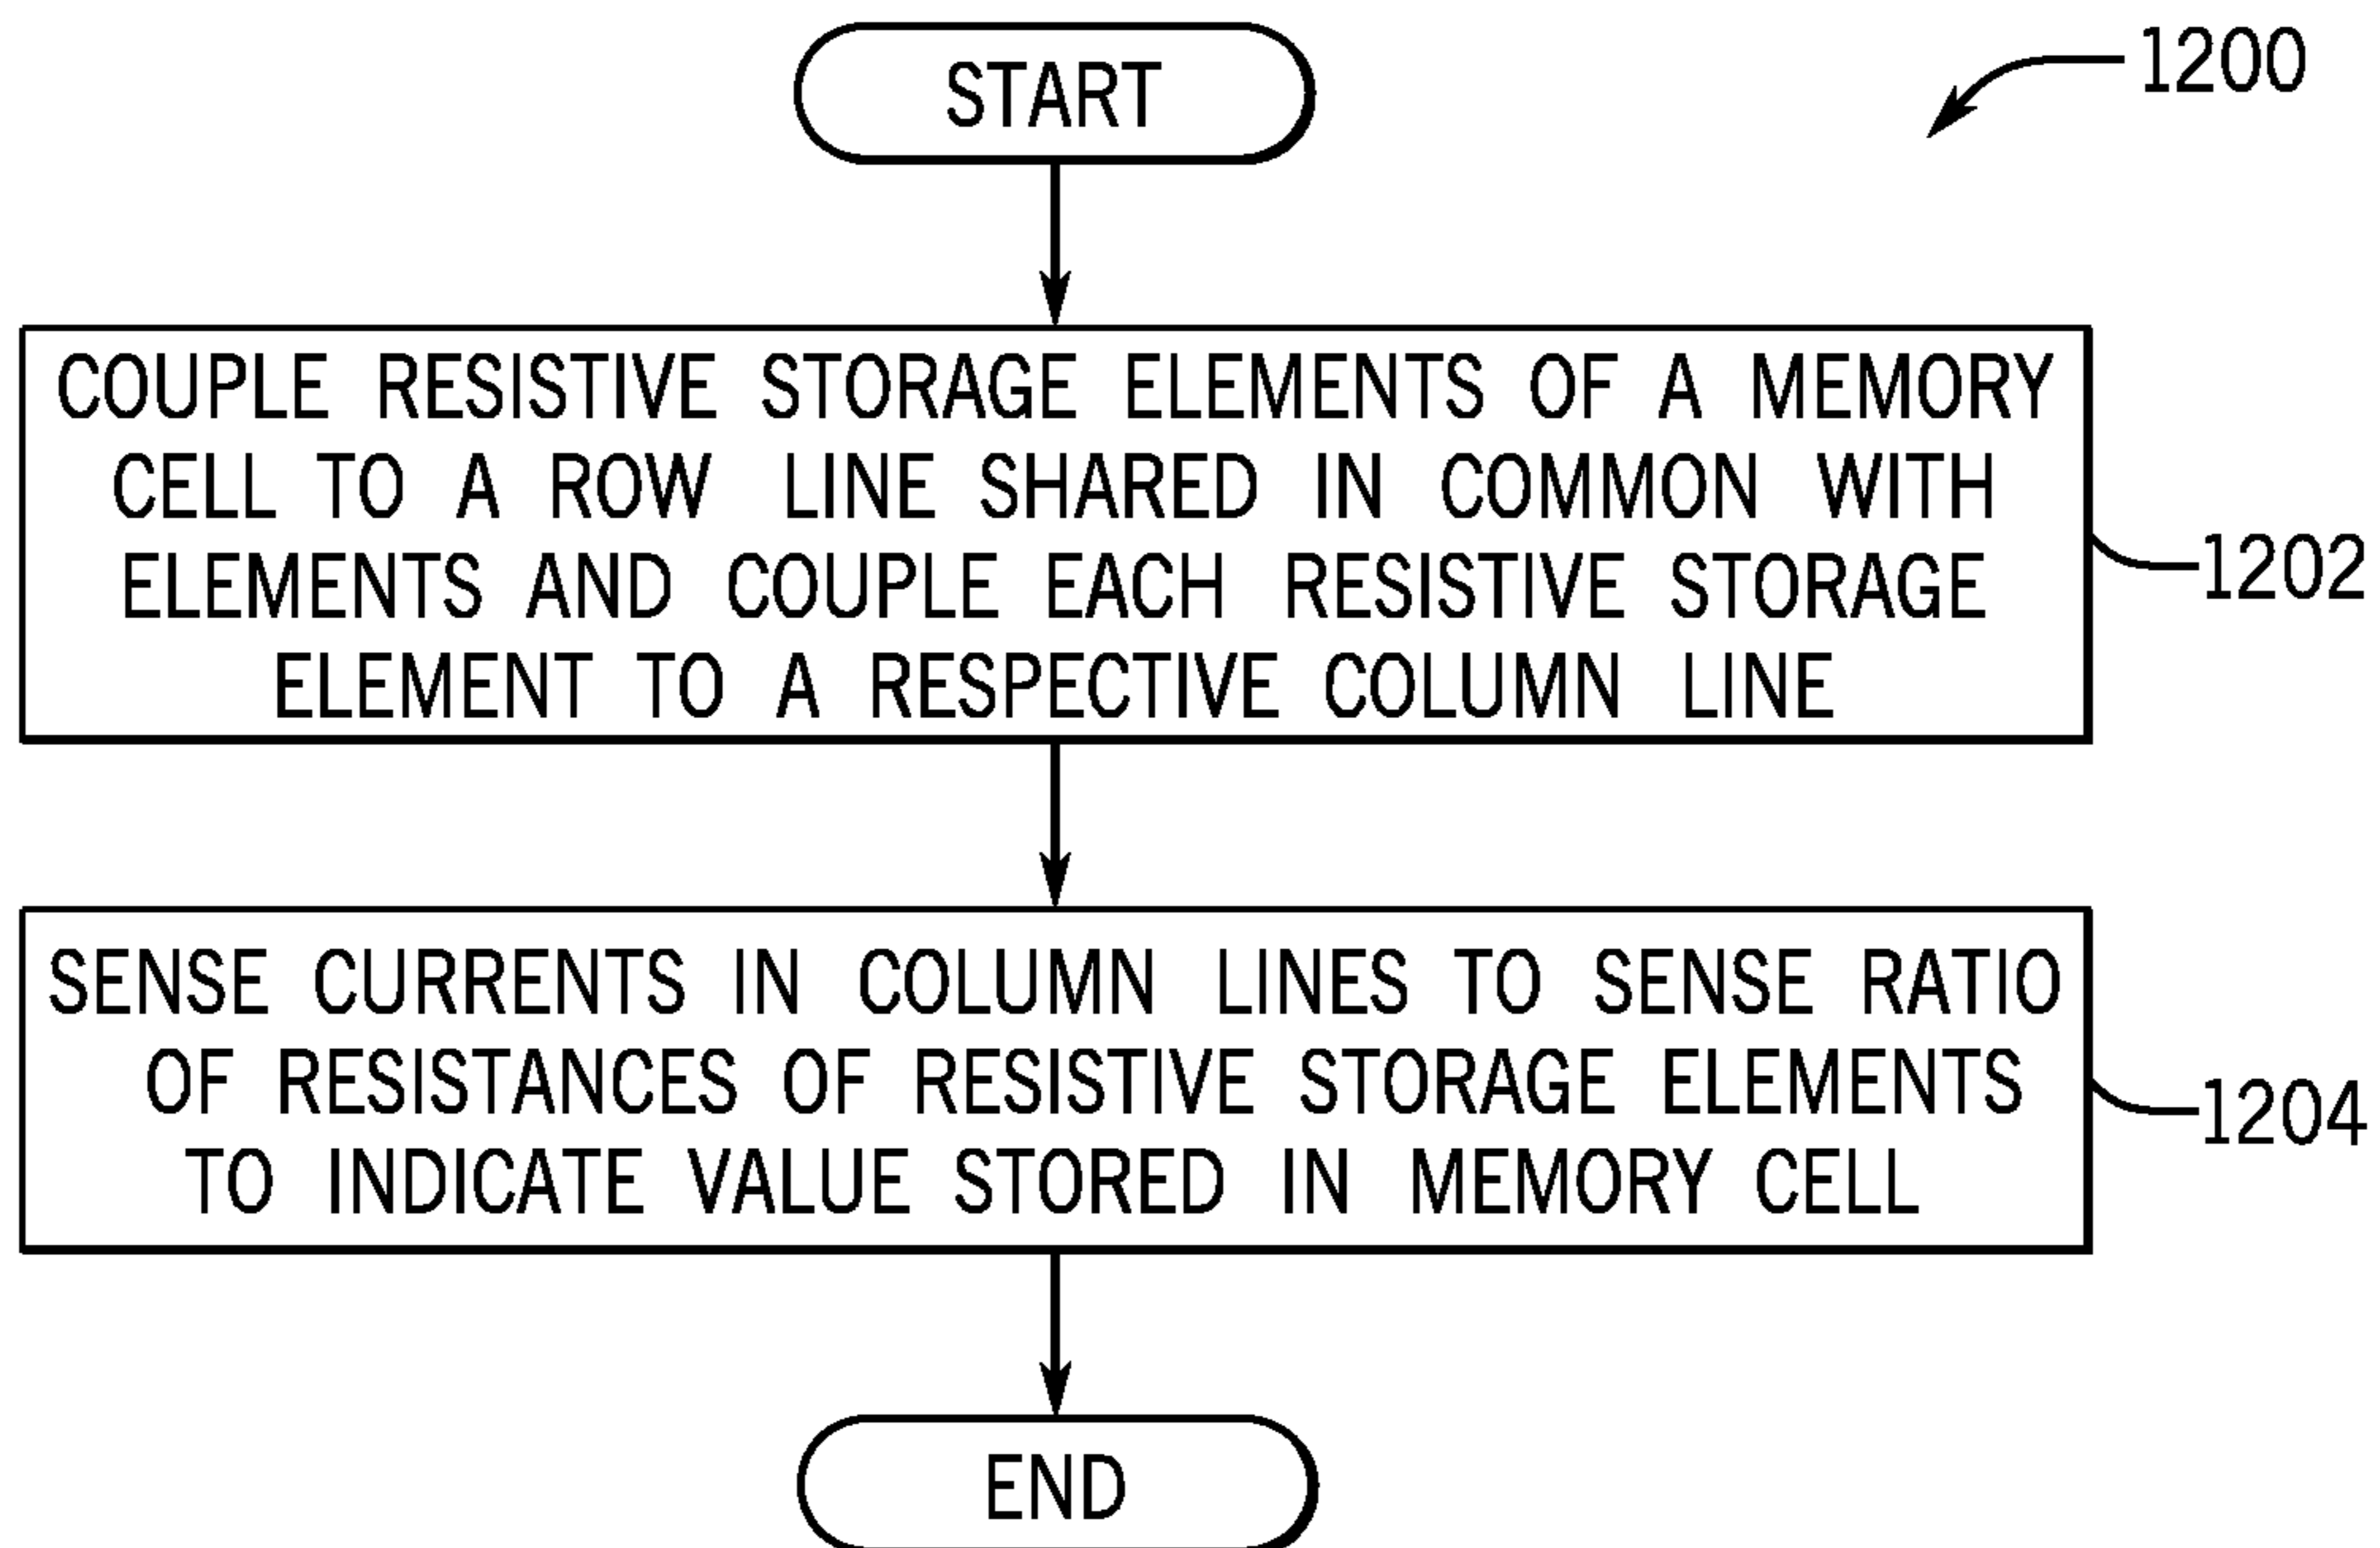 START
1200
COUPLE RESISTIVE STORAGE ELEMENTS OF A MEMORY
CELL TO A ROW LINE SHARED IN COMMON WITH
ELEMENTS AND COUPLE EACH RESISTIVE STORAGE
ELEMENT TO A RESPECTIVE COLUMN LINE
1202
SENSE CURRENTS IN COLUMN LINES TO SENSE RATIO
OF RESISTANCES OF RESISTIVE STORAGE ELEMENTS
TO INDICATE VALUE STORED IN MEMORY CELL
1204
END